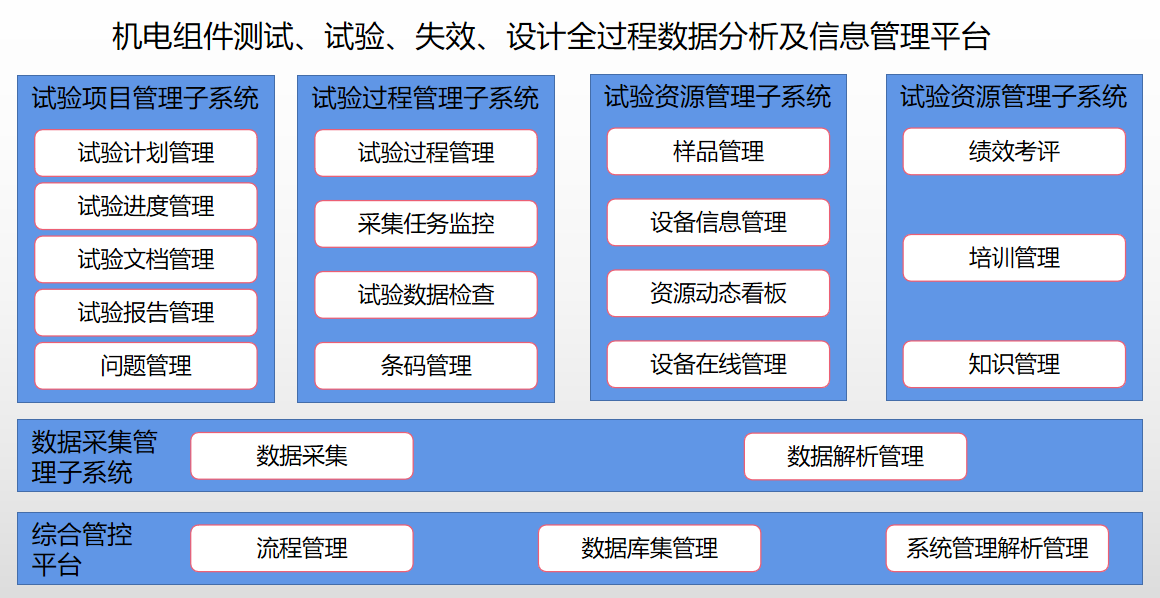 机电组件测试、试验、失效、设计全过程数据分析及信息管理平台
试验项目管理子系统
试验计划管理
试验进度管理
试验文档管理
试验报告管理
问题管理
试验过程管理子系统
试验过程管理
采集任务监控
试验数据检查
条码管理
试验资源管理子系统
样品管理
设备信息管理
资源动态看板
设备在线管理
试验资源管理子系统
绩效考评
培训管理
知识管理
数据采集管
理子系统
数据采集
数据解析管理
综合管控
平台
流程管理
数据库集管理
系统管理解析管理